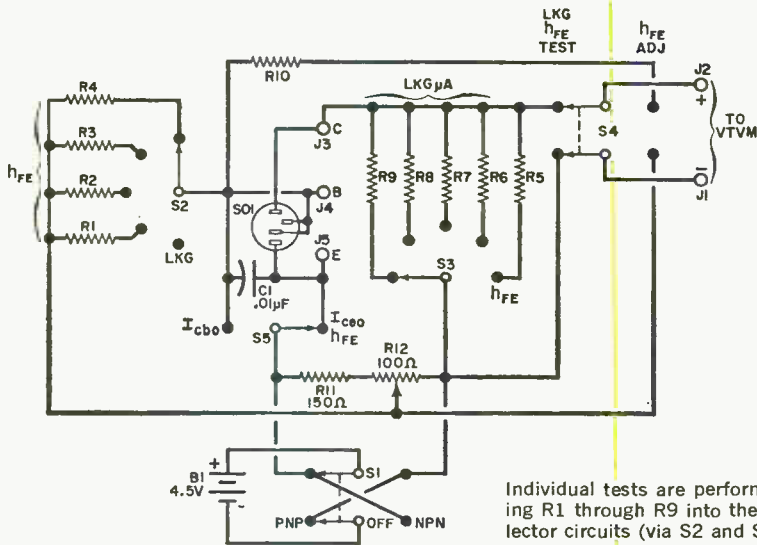 LKG
hFE
TEST
hFE
ADJ
R10
J2
+
R4
LKG μA
C
J3
S4
TO
VTVM
R3
hFE
R2
S2
R1
LKG
SO1
B
J4
R9
R8
R7
R6
R5
−
J1
J5
E
C1
.01μF
S3
hFE
Icbo
S5
Iceo
hFE
R12
100Ω
R11
150Ω
+
B1
4.5V
-
S1
PNP
OFF
NPN
Individual tests are perform
ing R1 through R9 into the
lector circuits (via S2 and S